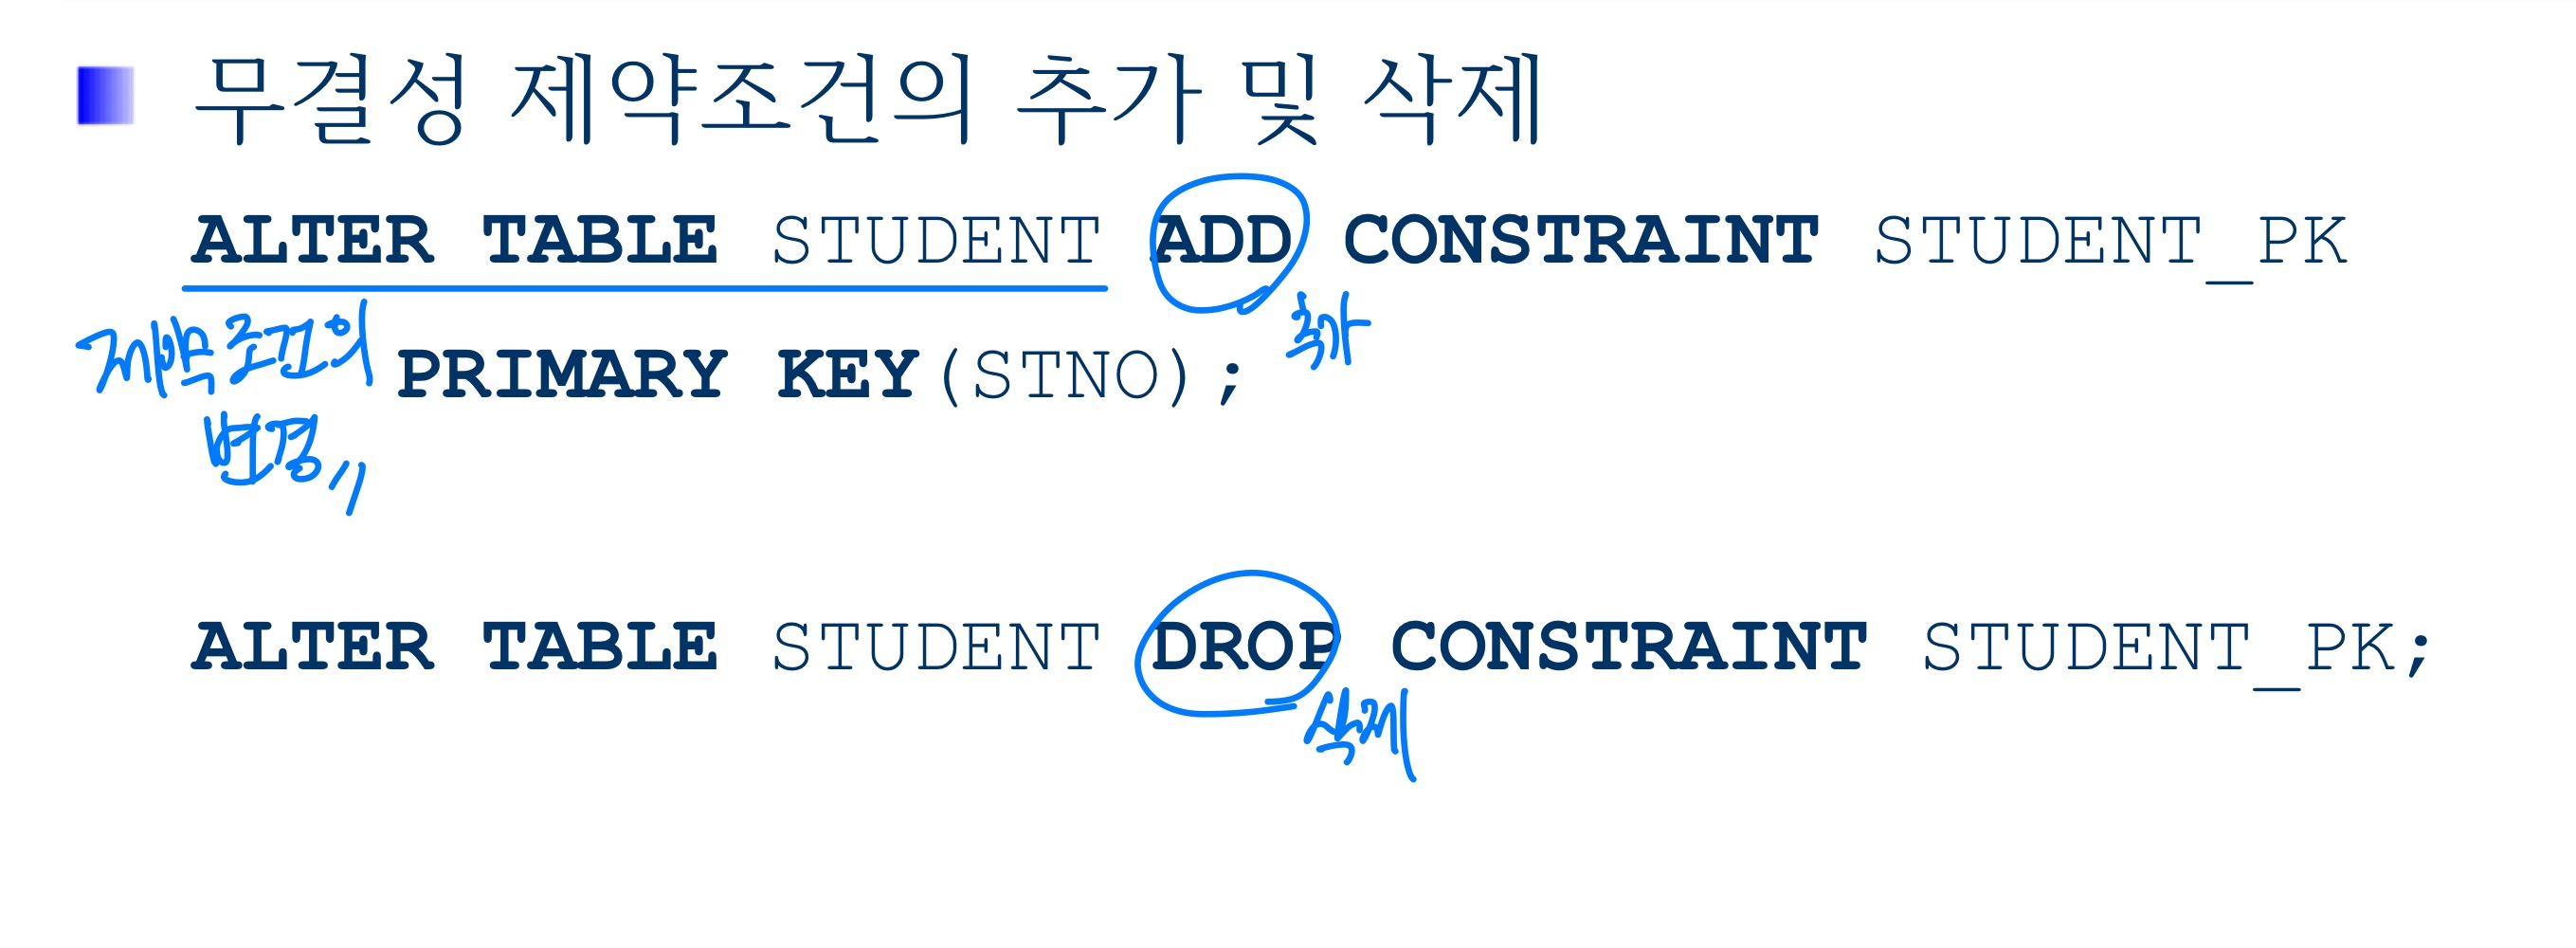 무결성 제약조건의 추가 및 삭제
ALTER TABLE STUDENT ADD CONSTRAINT STUDENT_PK
추가
제약조건의
PRIMARY KEY(STNO);
변경
ALTER TABLE STUDENT DROP CONSTRAINT STUDENT_PK;
삭제